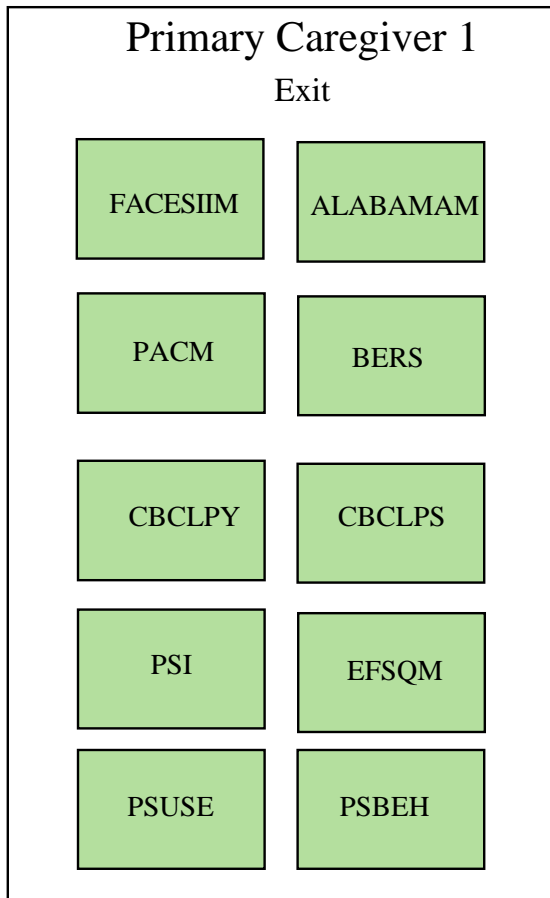 Primary Caregiver 1
Exit
FACESIIM ALABAMAM
PACM BERS
CBCLPY CBCLPS
PSI EFSQM
PSUSE PSBEH